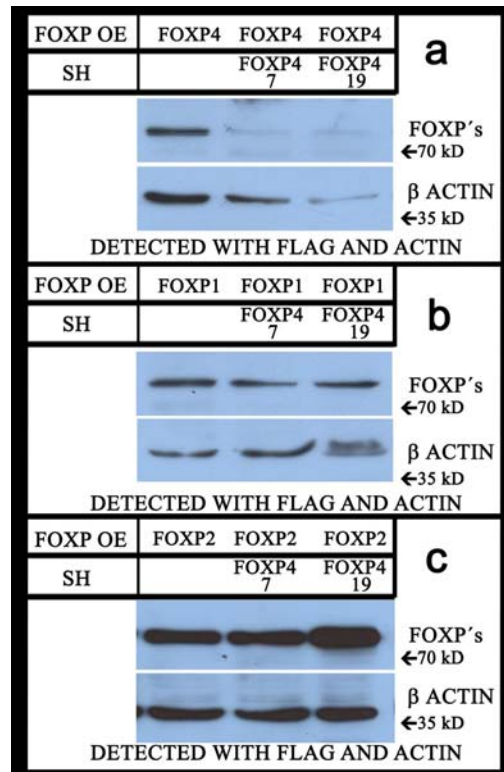 FOXP OE FOXP4 FOXP4 FOXP4
a
SH FOXP4 7 FOXP4 19
FOXP´s
←70 kD
β ACTIN
←35 kD
DETECTED WITH FLAG AND ACTIN
FOXP OE FOXP1 FOXP1 FOXP1
b
SH FOXP4 7 FOXP4 19
FOXP´s
←70 kD
β ACTIN
←35 kD
DETECTED WITH FLAG AND ACTIN
FOXP OE FOXP2 FOXP2 FOXP2
c
SH FOXP4 7 FOXP4 19
FOXP´s
←70 kD
β ACTIN
←35 kD
DETECTED WITH FLAG AND ACTIN